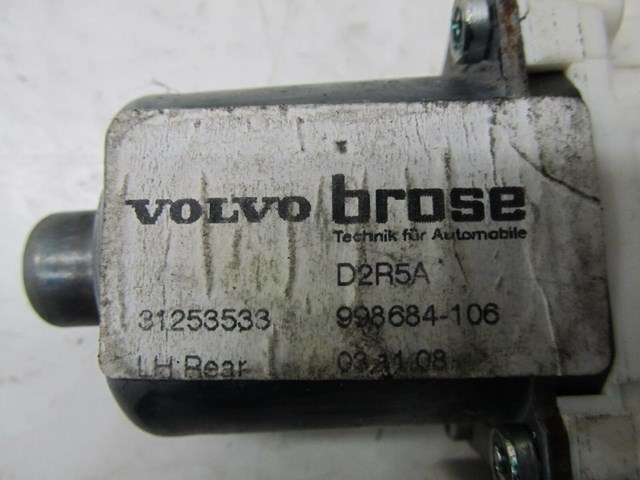 VOLVO brose
Technik für Automobile
D2R5A
31253533 998684-106
LH Rear 03.11.08